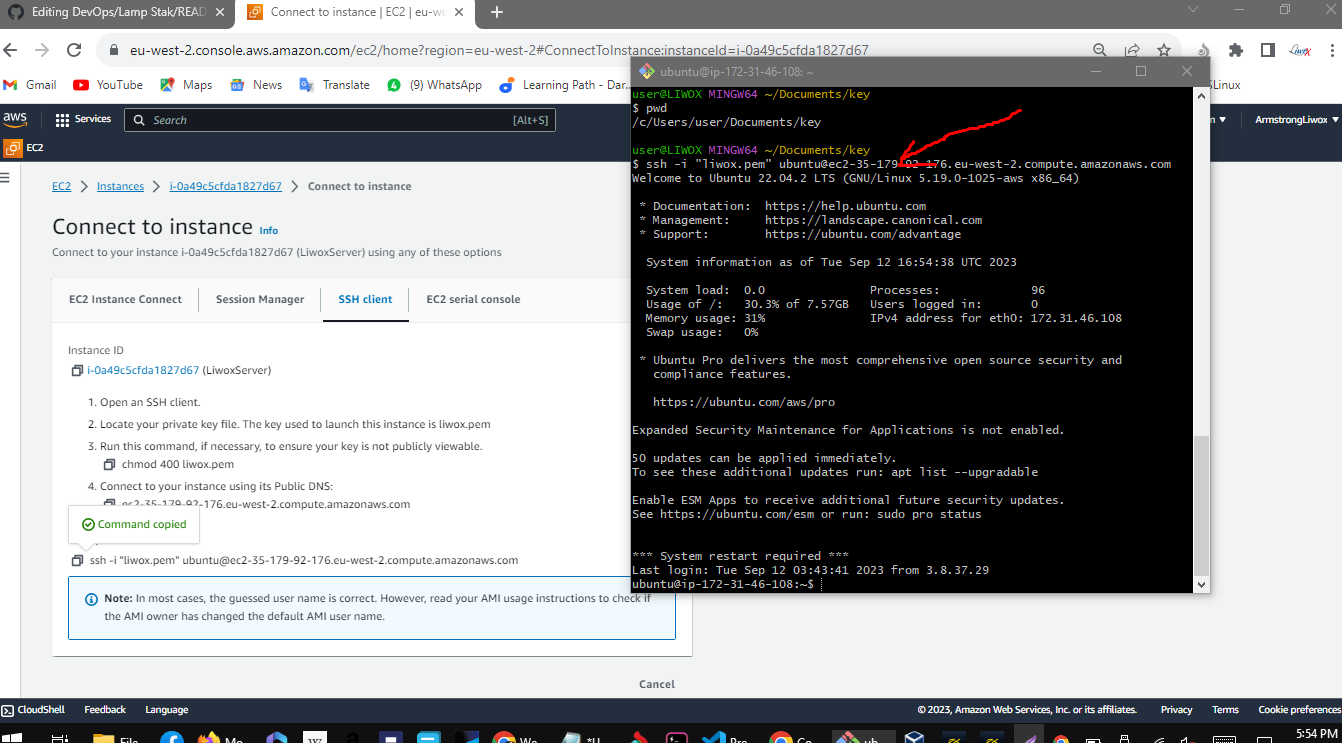 Editing DevOps/Lamp Stak/READ
Connect to instance | EC2 | eu-we
eu-west-2.console.aws.amazon.com/ec2/home?region=eu-west-2#ConnectToInstance:instanceId=i-0a49c5cfda1827d67
Gmail YouTube Maps News Translate (9) WhatsApp Learning Path - Dar... Linux
aws Services Search [Alt+S] ArmstrongLiwox
EC2
EC2 Instances i-0a49c5cfda1827d67 Connect to instance
Connect to instance Info
Connect to your instance i-0a49c5cfda1827d67 (LiwoxServer) using any of these options
EC2 Instance Connect Session Manager SSH client EC2 serial console
Instance ID
i-0a49c5cfda1827d67 (LiwoxServer)
1. Open an SSH client.
2. Locate your private key file. The key used to launch this instance is liwox.pem
3. Run this command, if necessary, to ensure your key is not publicly viewable.
chmod 400 liwox.pem
4. Connect to your instance using its Public DNS:
ec2-35-179-92-176.eu-west-2.compute.amazonaws.com
Command copied
ssh -i "liwox.pem" ubuntu@ec2-35-179-92-176.eu-west-2.compute.amazonaws.com
Note: In most cases, the guessed user name is correct. However, read your AMI usage instructions to check if
the AMI owner has changed the default AMI user name.
Cancel
ubuntu@ip-172-31-46-108: ~
user@LIWOX MINGW64 ~/Documents/key
$ pwd
/c/Users/user/Documents/key
user@LIWOX MINGW64 ~/Documents/key
$ ssh -i "liwox.pem" ubuntu@ec2-35-179-92-176.eu-west-2.compute.amazonaws.com
Welcome to Ubuntu 22.04.2 LTS (GNU/Linux 5.19.0-1025-aws x86_64)
* Documentation: https://help.ubuntu.com
* Management: https://landscape.canonical.com
* Support: https://ubuntu.com/advantage
System information as of Tue Sep 12 16:54:38 UTC 2023
System load: 0.0 Processes: 96
Usage of /: 30.3% of 7.57GB Users logged in: 0
Memory usage: 31% IPv4 address for eth0: 172.31.46.108
Swap usage: 0%
* Ubuntu Pro delivers the most comprehensive open source security and
compliance features.
https://ubuntu.com/aws/pro
Expanded Security Maintenance for Applications is not enabled.
50 updates can be applied immediately.
To see these additional updates run: apt list --upgradable
Enable ESM Apps to receive additional future security updates.
See https://ubuntu.com/esm or run: sudo pro status
*** System restart required ***
Last login: Tue Sep 12 03:43:41 2023 from 3.8.37.29
ubuntu@ip-172-31-46-108:~$
CloudShell Feedback Language © 2023, Amazon Web Services, Inc. or its affiliates. Privacy Terms Cookie preferences
File Mo We *U Pre Co ub 5:54 PM